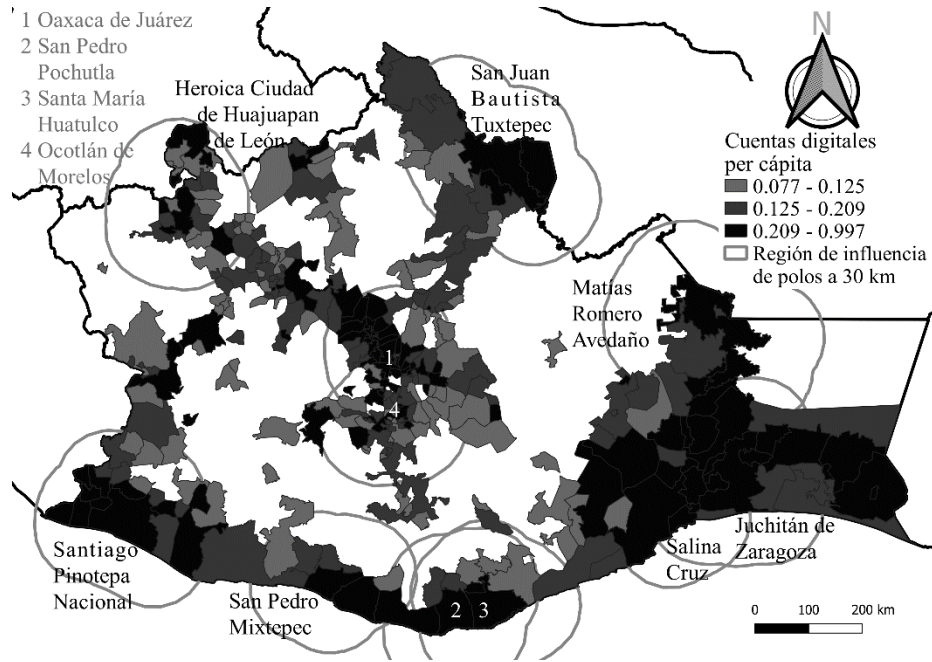 1 Oaxaca de Juárez
2 San Pedro
Pochutla
3 Santa María
Huatulco
4 Ocotlán de
Morelos
Heroica Ciudad
de Huajuapan
de León
San Juan
Bautista
Tuxtepec
N
Cuentas digitales
per cápita
0.077 - 0.125
0.125 - 0.209
0.209 - 0.997
Región de influencia
de polos a 30 km
Matías
Romero
Avedaño
1
4
Santiago
Pinotepa
Nacional
San Pedro
Mixtepec
2 3
Salina
Cruz
Juchitán de
Zaragoza
0 100 200 km